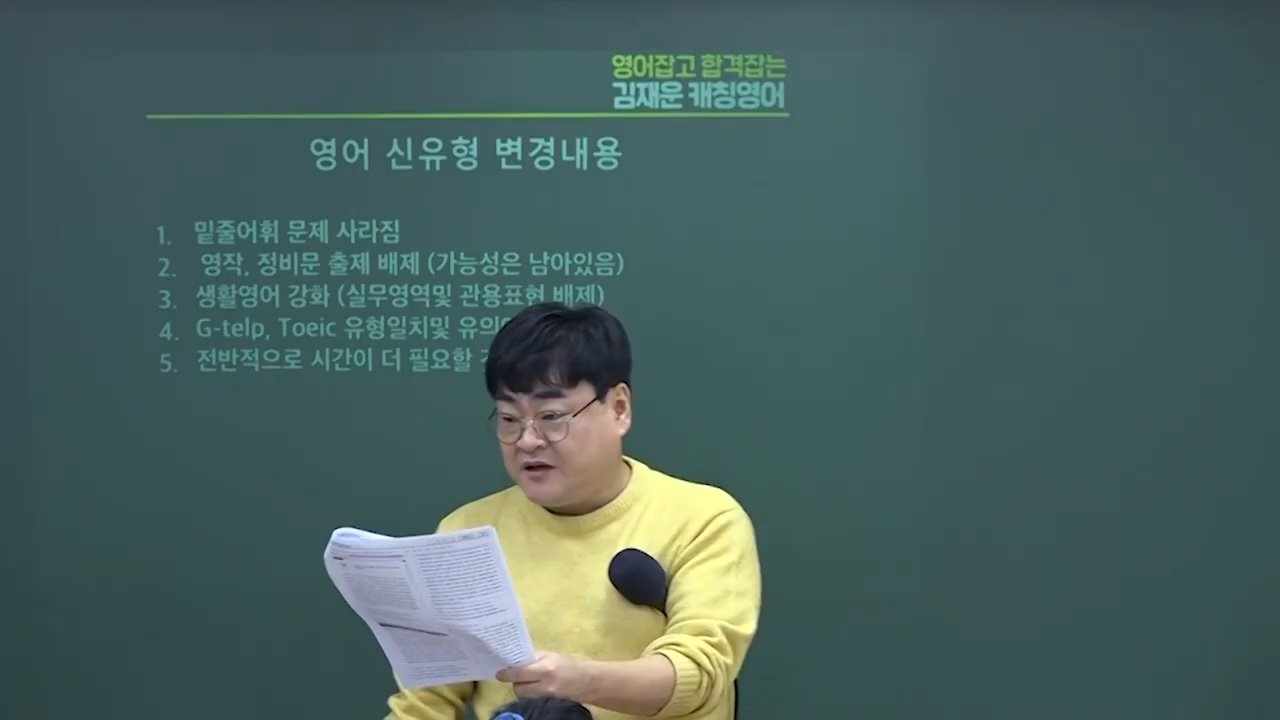 영어잡고 합격잡는
김재운 캐칭영어
영어 신유형 변경내용
1. 밑줄어휘 문제 사라짐
2. 영작, 정비문 출제 배제 (가능성은 남아있음)
3. 생활영어 강화 (실무영역및 관용표현 배제)
4. G-telp, Toeic 유형일치및
5. 전반적으로 시간이 더 필요할